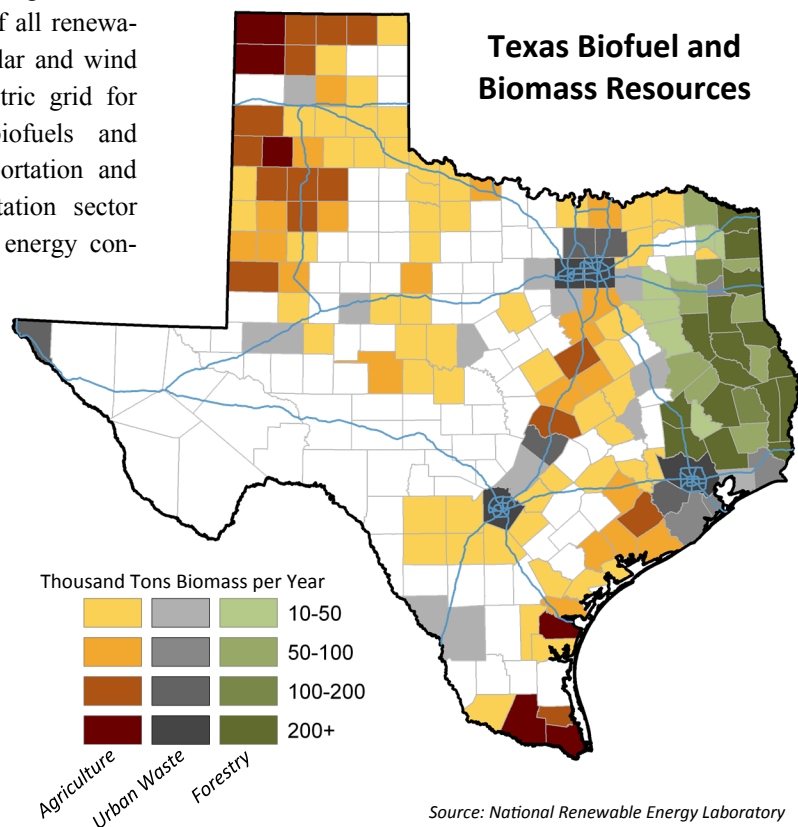 f all renewa-
lar and wind
tric grid for
iofuels and
ortation and
tation sector
energy con-
Texas Biofuel and
Biomass Resources
Thousand Tons Biomass per Year
10-50
50-100
100-200
200+
Agriculture
Urban Waste
Forestry
Source: National Renewable Energy Laboratory